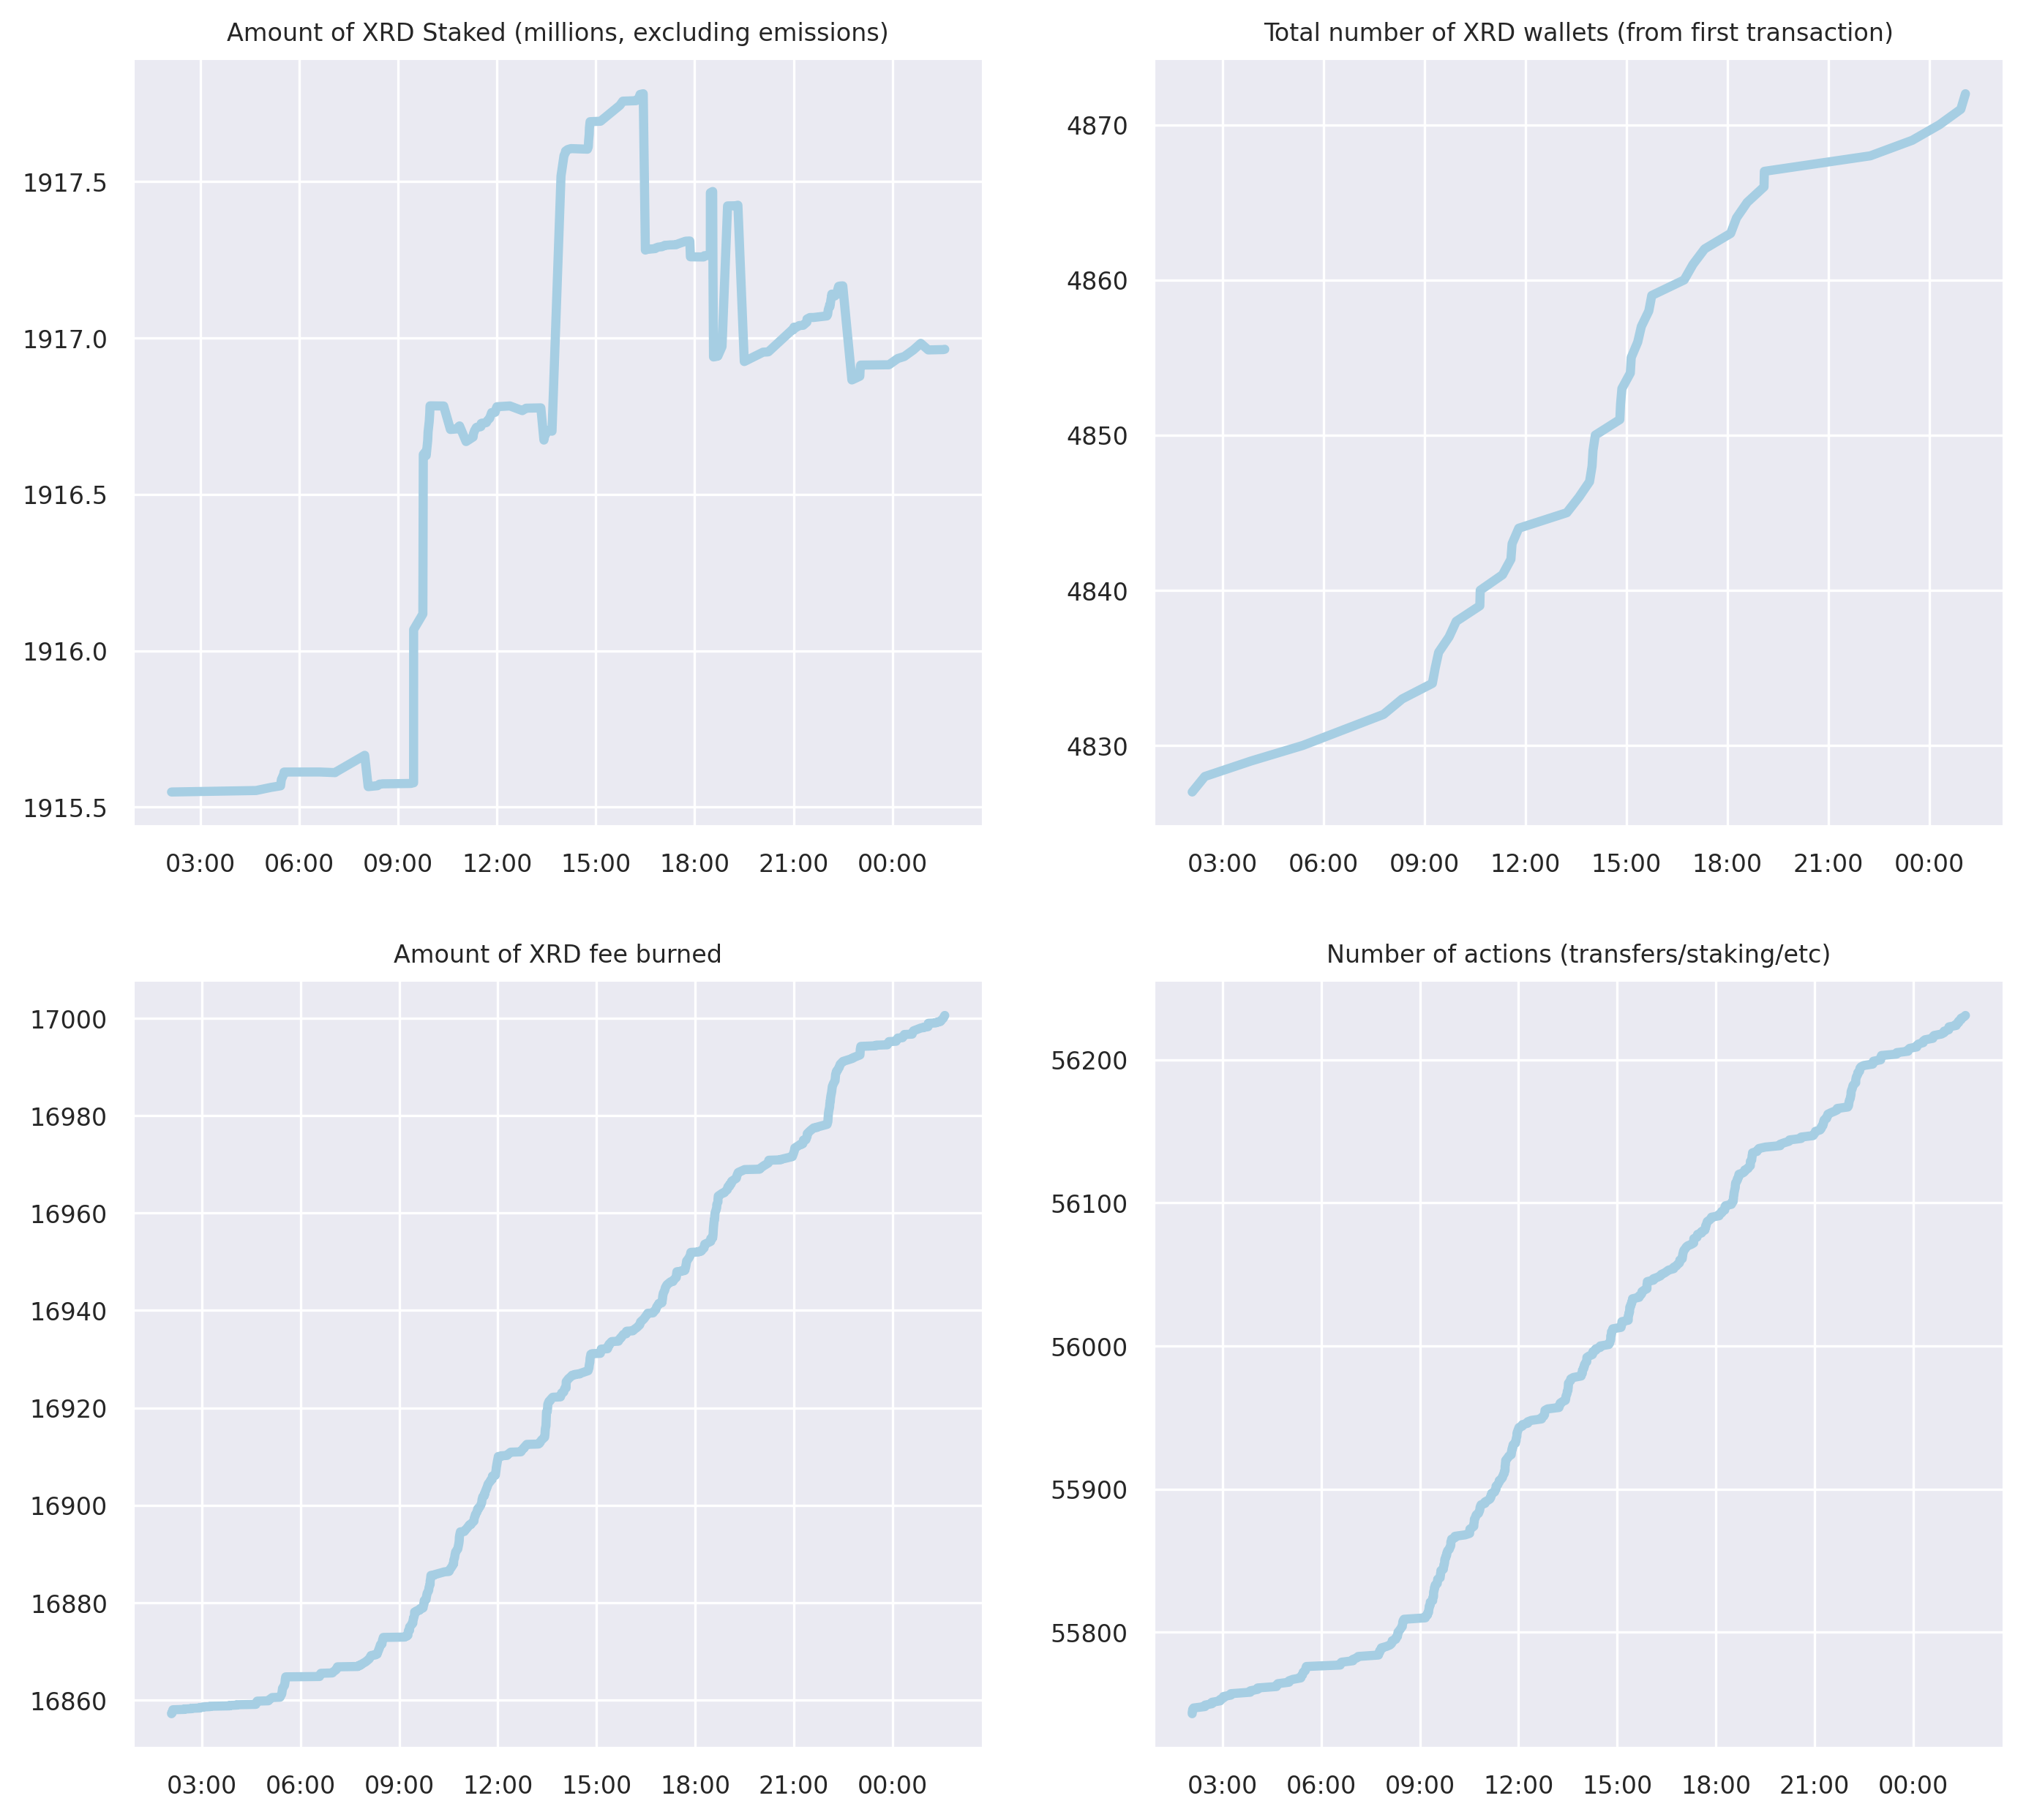 Amount of XRD Staked (millions, excluding emissions)
1917.5
1917.0
1916.5
1916.0
1915.5
03:00 06:00 09:00 12:00 15:00 18:00 21:00 00:00
Total number of XRD wallets (from first transaction)
4870
4860
4850
4840
4830
03:00 06:00 09:00 12:00 15:00 18:00 21:00 00:00
Amount of XRD fee burned
17000
16980
16960
16940
16920
16900
16880
16860
03:00 06:00 09:00 12:00 15:00 18:00 21:00 00:00
Number of actions (transfers/staking/etc)
56200
56100
56000
55900
55800
03:00 06:00 09:00 12:00 15:00 18:00 21:00 00:00